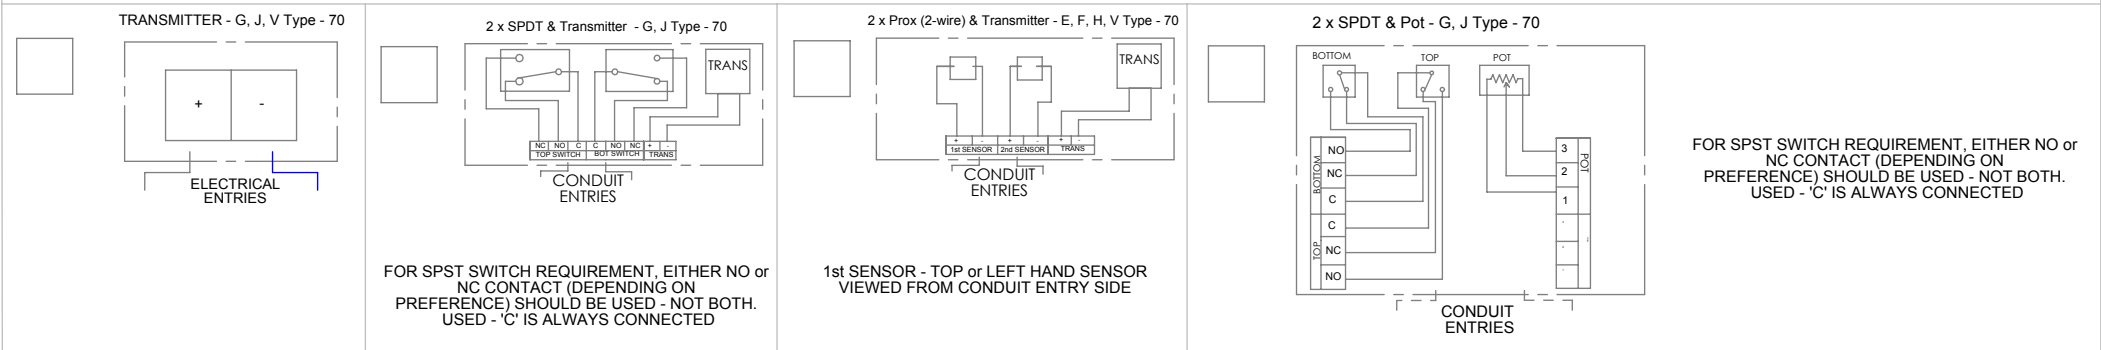 TRANSMITTER - G, J, V Type - 70
+ -
ELECTRICAL
ENTRIES
2 x SPDT & Transmitter - G, J Type - 70
TRANS
NC NO C C NO NC + -
TOP SWITCH BOT SWITCH TRANS
CONDUIT
ENTRIES
FOR SPST SWITCH REQUIREMENT, EITHER NO or
NC CONTACT (DEPENDING ON
PREFERENCE) SHOULD BE USED - NOT BOTH.
USED - 'C' IS ALWAYS CONNECTED
2 x Prox (2-wire) & Transmitter - E, F, H, V Type - 70
TRANS
+ - + - + -
1st SENSOR 2nd SENSOR TRANS
CONDUIT
ENTRIES
1st SENSOR - TOP or LEFT HAND SENSOR
VIEWED FROM CONDUIT ENTRY SIDE
2 x SPDT & Pot - G, J Type - 70
BOTTOM TOP POT
BOTTOM
NO
NC
C
TOP
C
NC
NO
3
2
1
POT
CONDUIT
ENTRIES
FOR SPST SWITCH REQUIREMENT, EITHER NO or
NC CONTACT (DEPENDING ON
PREFERENCE) SHOULD BE USED - NOT BOTH.
USED - 'C' IS ALWAYS CONNECTED